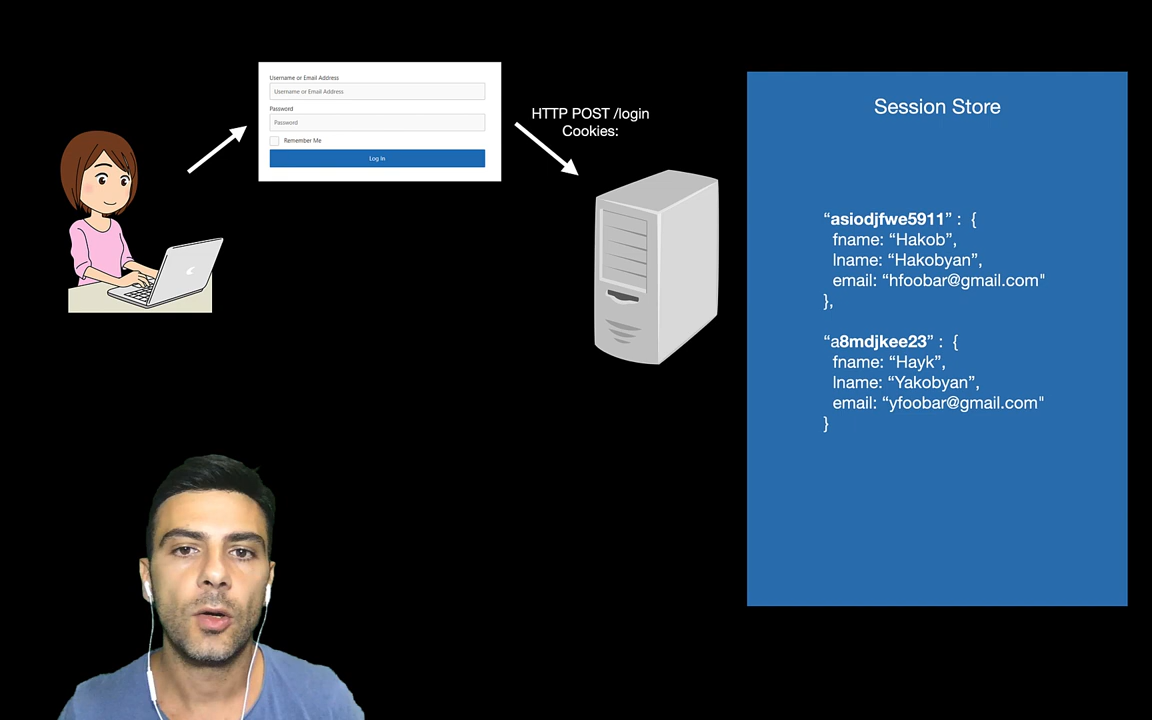 Username or Email Address
Username or Email Address
Password
Password
Remember Me
Log In
HTTP POST /login
Cookies:
Session Store
“asiodjfwe5911” : {
fname: “Hakob”,
lname: “Hakobyan”,
email: “hfoobar@gmail.com"
},
“a8mdjkee23” : {
fname: “Hayk”,
lname: “Yakobyan”,
email: “yfoobar@gmail.com"
}